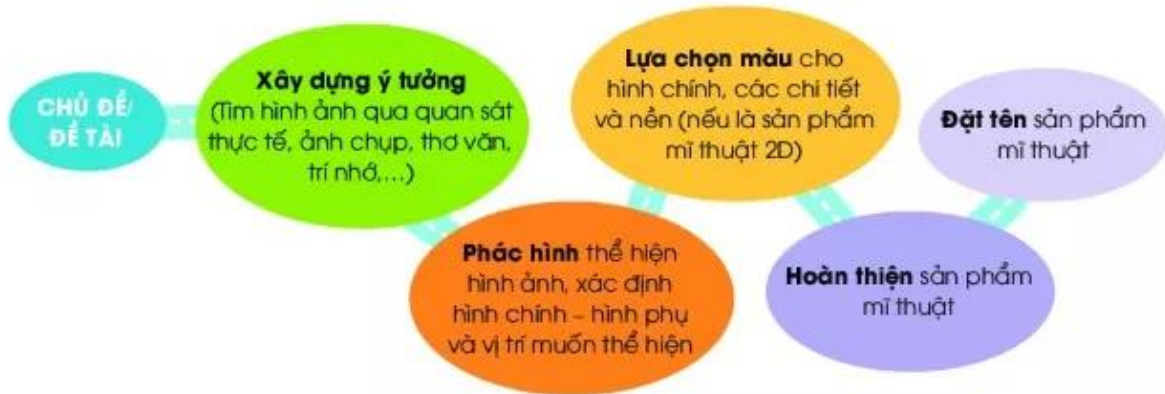 CHỦ ĐỀ/
ĐỀ TÀI
Xây dựng ý tưởng
(Tìm hình ảnh qua quan sát
thực tế, ảnh chụp, thơ văn,
trí nhớ,...)
Phác hình thể hiện
hình ảnh, xác định
hình chính – hình phụ
và vị trí muốn thể hiện
Lựa chọn màu cho
hình chính, các chi tiết
và nền (nếu là sản phẩm
mĩ thuật 2D)
Hoàn thiện sản phẩm
mĩ thuật
Đặt tên sản phẩm
mĩ thuật